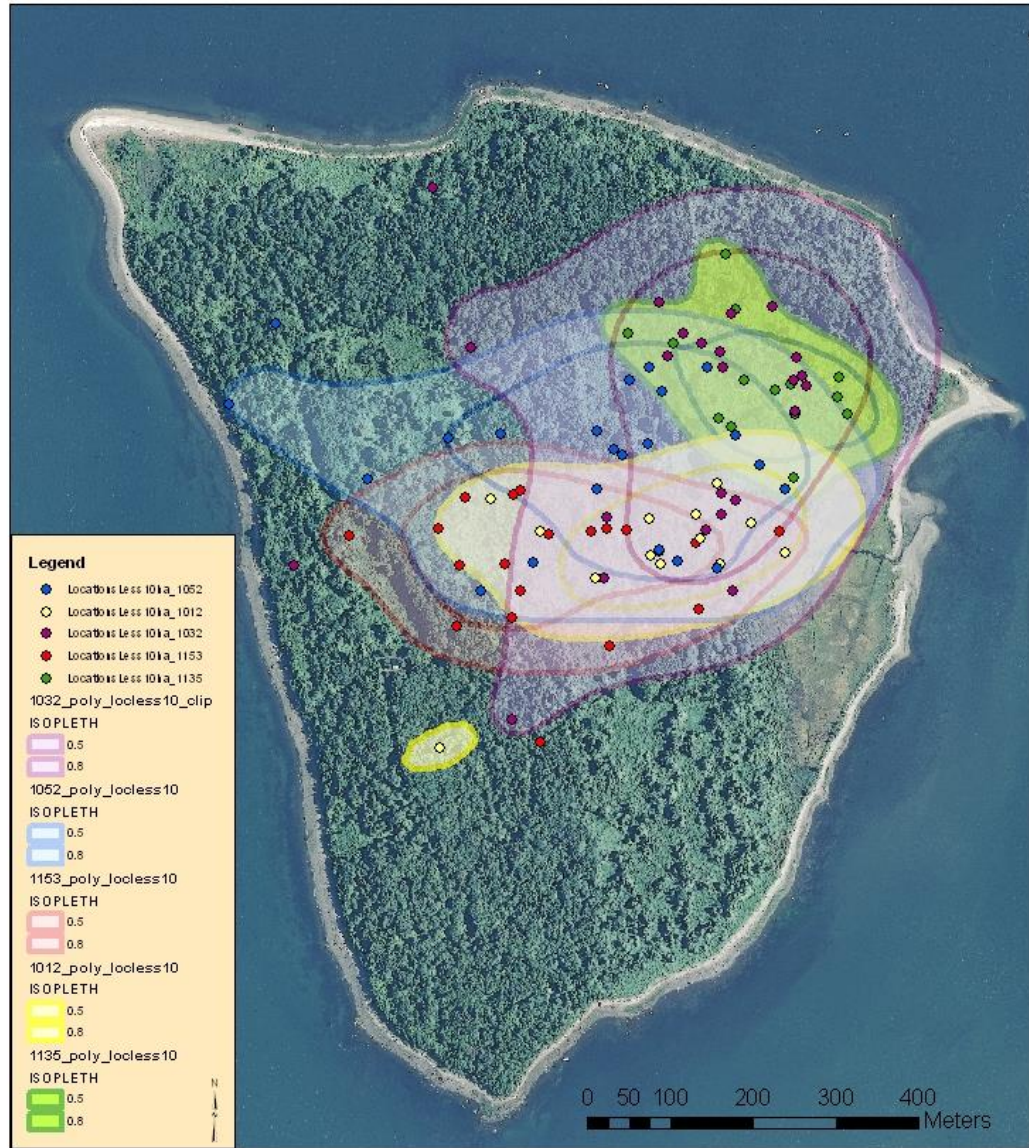 Legend
Locations Less 10ha_1052
Locations Less 10ha_1012
Locations Less 10ha_1032
Locations Less 10ha_1153
Locations Less 10ha_1135
1032_poly_locless10_clip
ISOPLETH
0.5
0.8
1052_poly_locless10
ISOPLETH
0.5
0.8
1153_poly_locless10
ISOPLETH
0.5
0.8
1012_poly_locless10
ISOPLETH
0.5
0.8
1135_poly_locless10
ISOPLETH
0.5
0.8
N
0 50 100 200 300 400
Meters